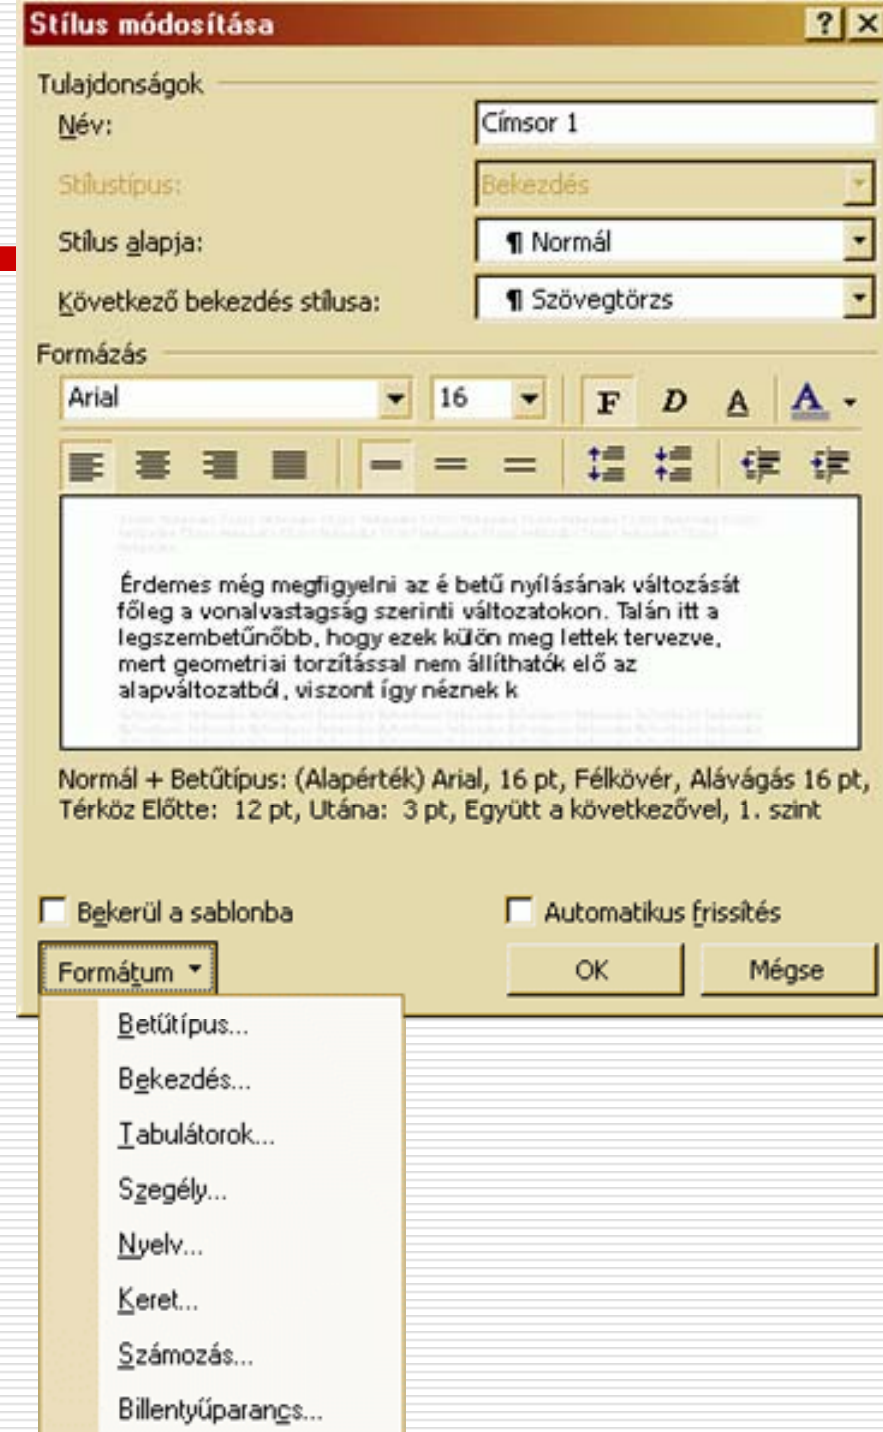 Stílus módosítása
Tulajdonságok
Név: Címsor 1
Stílustípus: Bekezdés
Stílus alapja: ¶ Normál
Következő bekezdés stílusa: ¶ Szövegtörzs
Formázás
Arial 16 F D A A
Érdemes még megfigyelni az é betű nyílásának változását
főleg a vonalvastagság szerinti változatokon. Talán itt a
legszembetűnőbb, hogy ezek külön meg lettek tervezve,
mert geometriai torzítással nem állíthatók elő az
alapváltozatból, viszont így néznek k
Normál + Betűtípus: (Alapérték) Arial, 16 pt, Félkövér, Alávágás 16 pt,
Térköz Előtte: 12 pt, Utána: 3 pt, Együtt a következővel, 1. szint
Bekerül a sablonba Automatikus frissítés
Formátum OK Mégse
Betűtípus...
Bekezdés...
Tabulátorok...
Szegély...
Nyelv...
Keret...
Számozás...
Billentyűparancs...